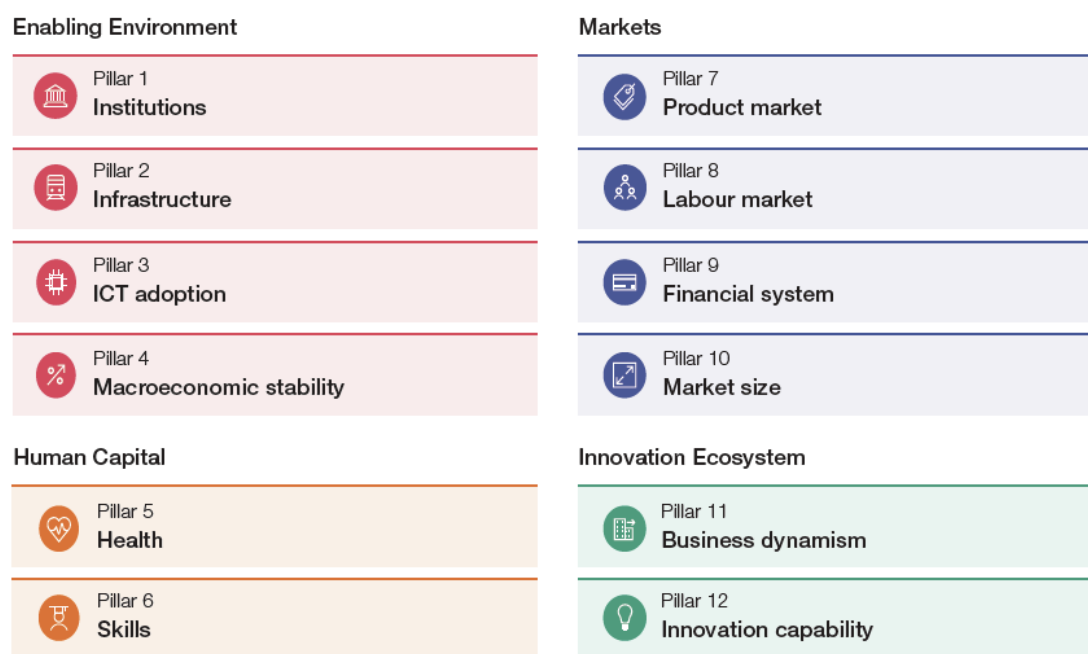 Enabling Environment
Pillar 1
Institutions
Pillar 2
Infrastructure
Pillar 3
ICT adoption
Pillar 4
Macroeconomic stability
Human Capital
Pillar 5
Health
Pillar 6
Skills
Markets
Pillar 7
Product market
Pillar 8
Labour market
Pillar 9
Financial system
Pillar 10
Market size
Innovation Ecosystem
Pillar 11
Business dynamism
Pillar 12
Innovation capability